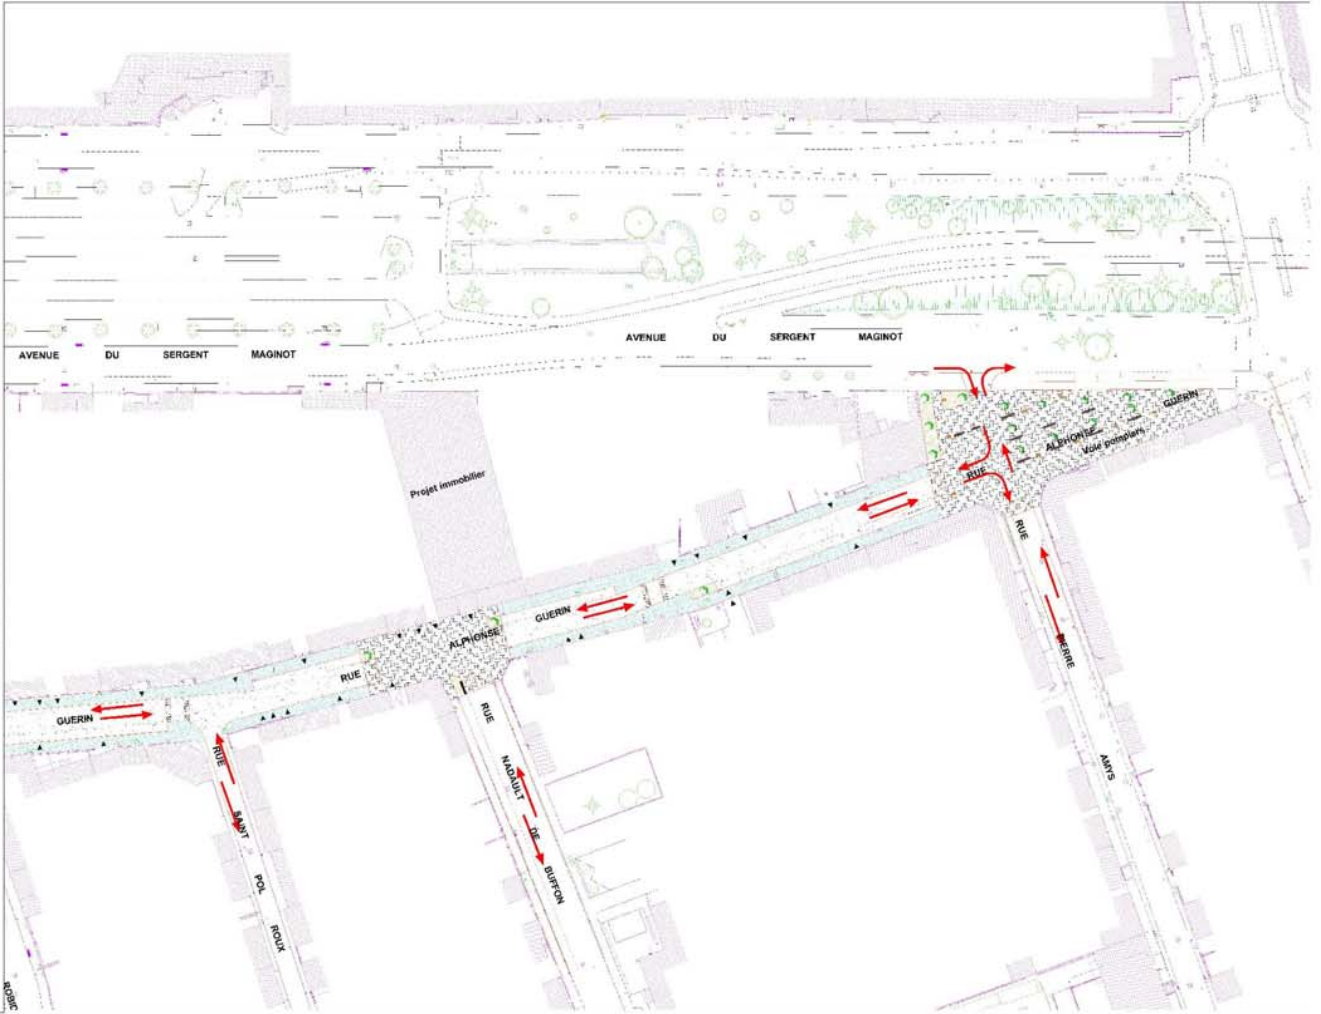 AVENUE DU SERGENT MAGINOT
AVENUE DU SERGENT MAGINOT
RUE ALPHONSE GUERIN
Voie pompiers
Projet immobilier
RUE ALPHONSE GUERIN
GUERIN
RUE PIERRE AMYS
RUE NADAULT DE BUFFON
RUE SAINT POL ROUX